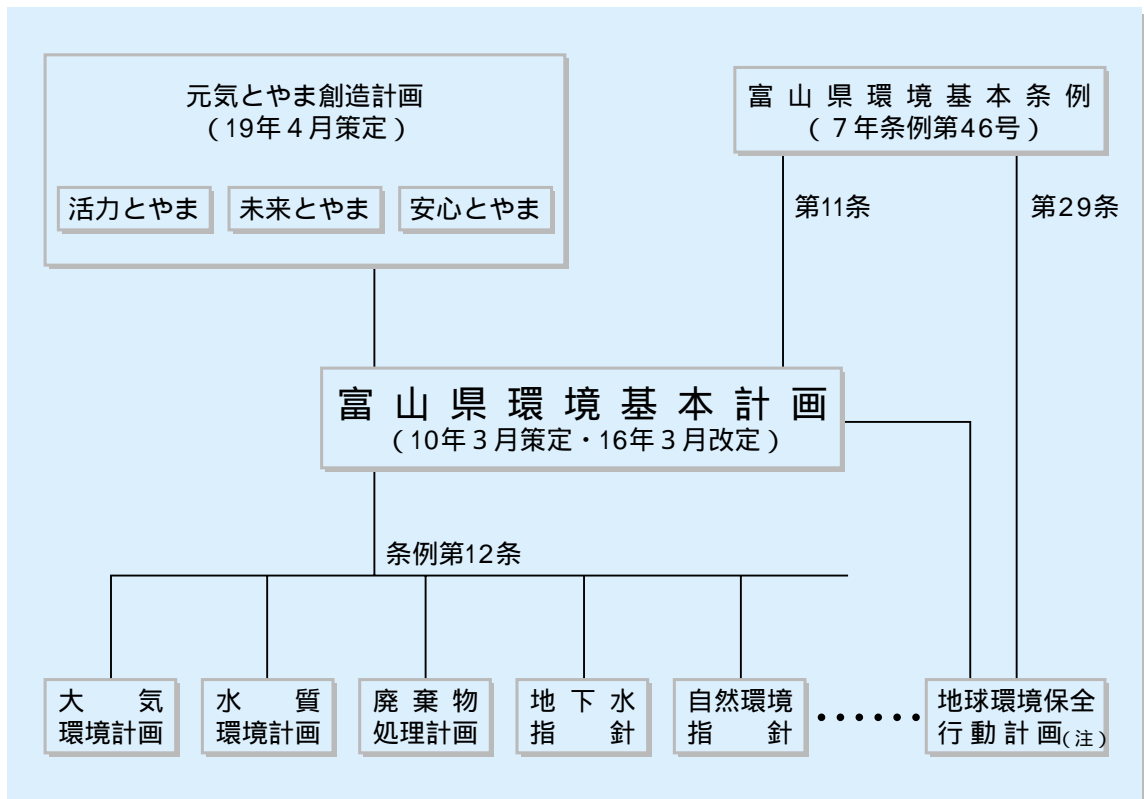 元気とやま創造計画
(19年4月策定)
活力とやま
未来とやま
安心とやま
富山県環境基本条例
(7年条例第46号)
第11条
第29条
富山県環境基本計画
(10年3月策定・16年3月改定)
条例第12条
大気
環境計画
水質
環境計画
廃棄物
処理計画
地下水
指針
自然環境
指針
・・・・・・
地球環境保全
行動計画(注)